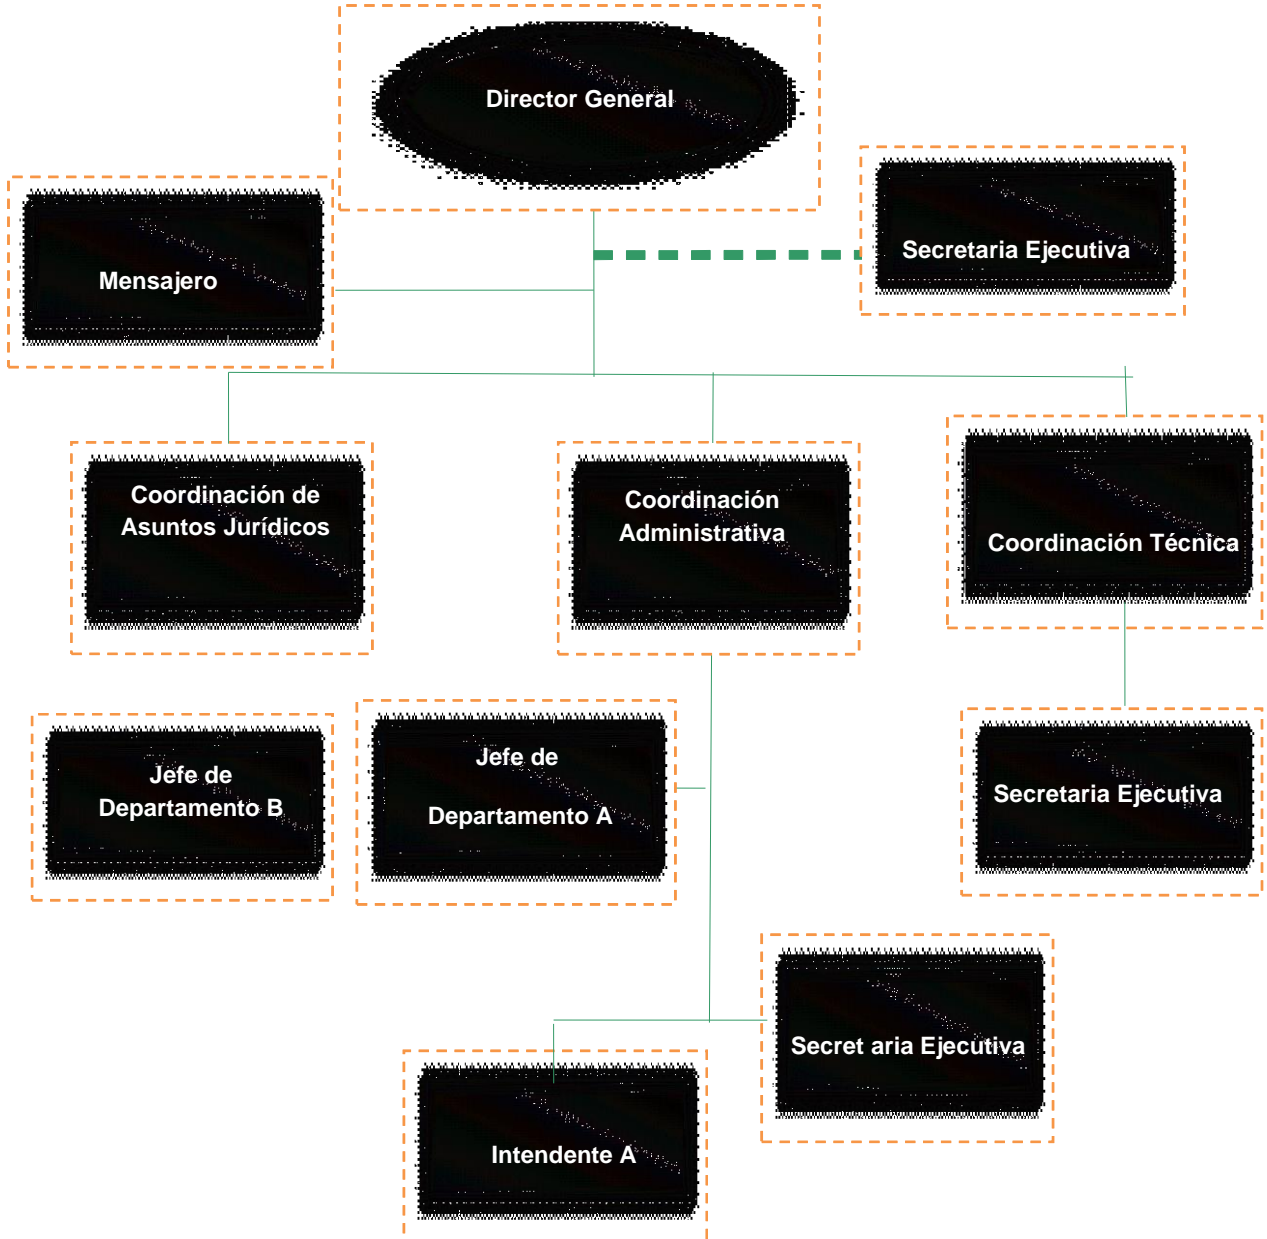 Director General
Secretaria Ejecutiva
Mensajero
Coordinación de
Asuntos Jurídicos
Coordinación
Administrativa
Coordinación Técnica
Jefe de
Departamento B
Jefe de
Departamento A
Secretaria Ejecutiva
Secret aria Ejecutiva
Intendente A